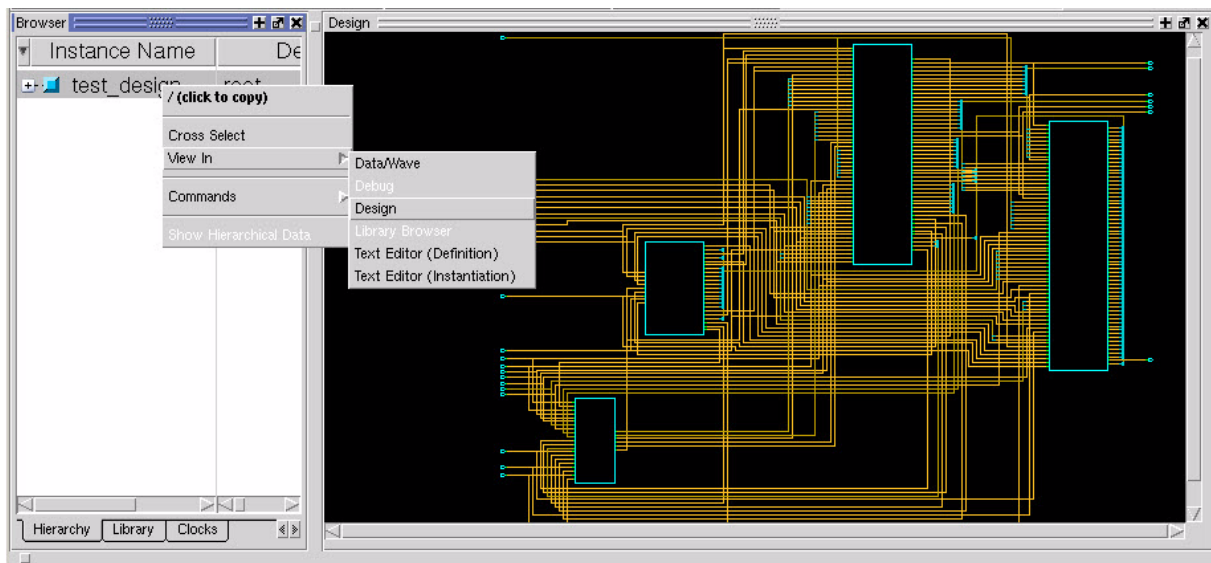 Browser
Instance Name De
test_design root
/ (click to copy)
Cross Select
View In
Commands
Show Hierarchical Data
Data/Wave
Debug
Design
Library Browser
Text Editor (Definition)
Text Editor (Instantiation)
Hierarchy Library Clocks
Design